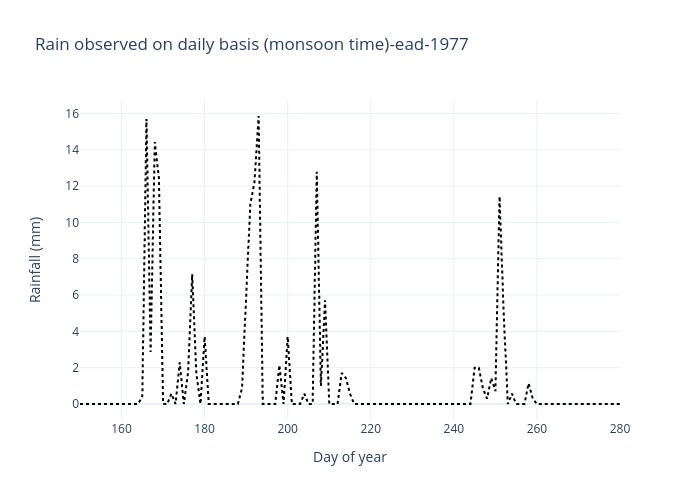 Rain observed on daily basis (monsoon time)-ead-1977
16
14
12
10
8
6
4
2
0
Rainfall (mm)
160 180 200 220 240 260 280
Day of year